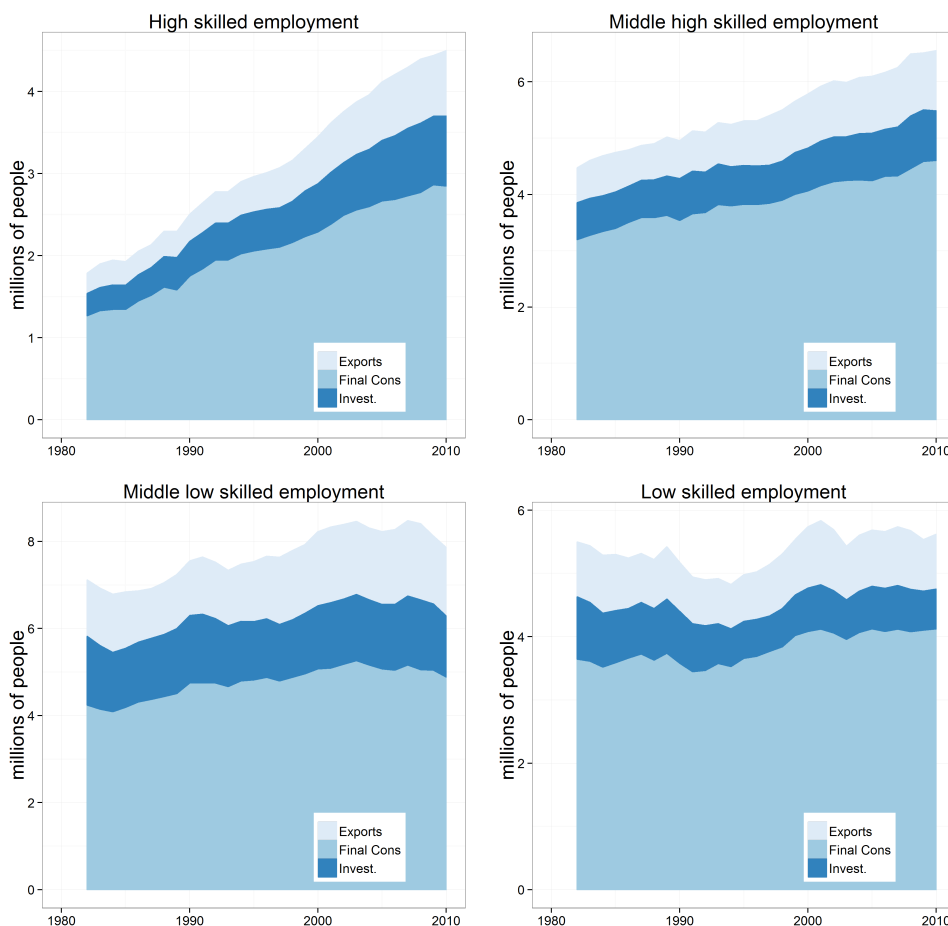 High skilled employment
millions of people
4
3
2
1
0
Exports
Final Cons
Invest.
1980
1990
2000
2010
Middle high skilled employment
millions of people
6
4
2
0
Exports
Final Cons
Invest.
1980
1990
2000
2010
Middle low skilled employment
millions of people
8
6
4
2
0
Exports
Final Cons
Invest.
1980
1990
2000
2010
Low skilled employment
millions of people
6
4
2
0
Exports
Final Cons
Invest.
1980
1990
2000
2010